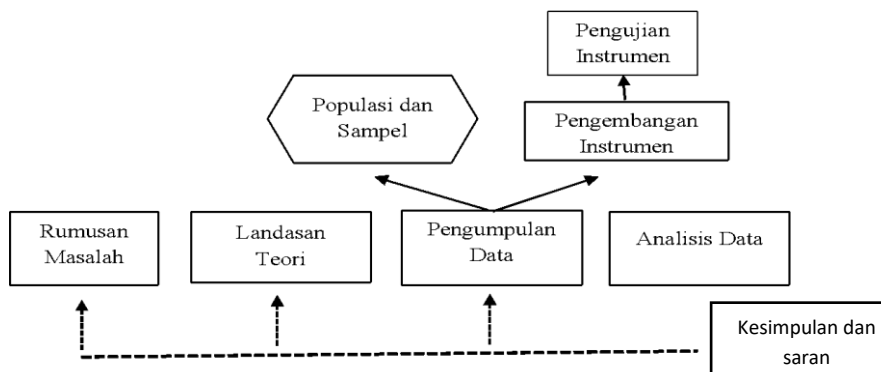 Pengujian
Instrumen
Populasi dan
Sampel
Pengembangan
Instrumen
Rumusan
Masalah
Landasan
Teori
Pengumpulan
Data
Analisis Data
Kesimpulan dan
saran